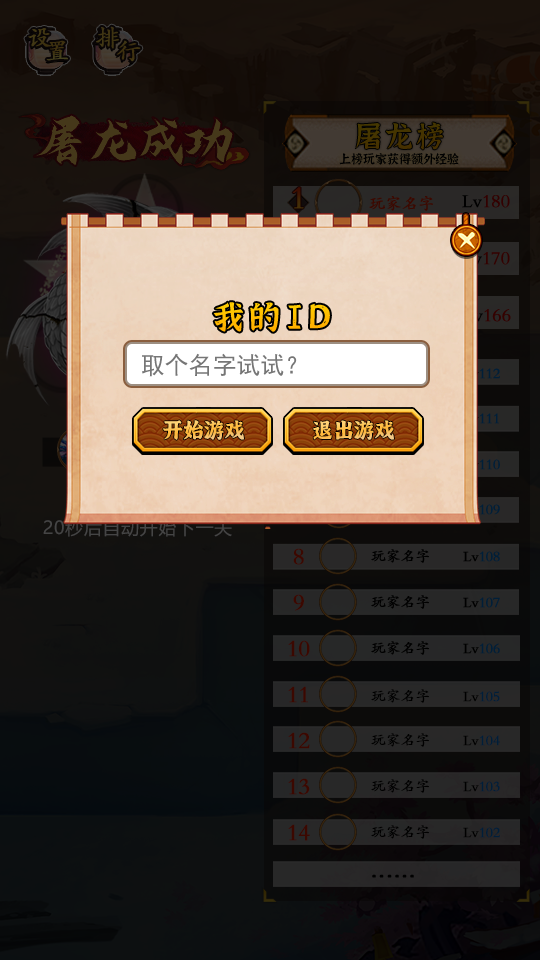 设置
排行
屠龙成功
屠龙榜
上榜玩家获得额外经验
1 玩家名字 Lv180
170
166
我的ID
取个名字试试？
开始游戏
退出游戏
112
111
110
109
20秒后自动开始下一关
8 玩家名字 Lv108
9 玩家名字 Lv107
10 玩家名字 Lv106
11 玩家名字 Lv105
12 玩家名字 Lv104
13 玩家名字 Lv103
14 玩家名字 Lv102
......